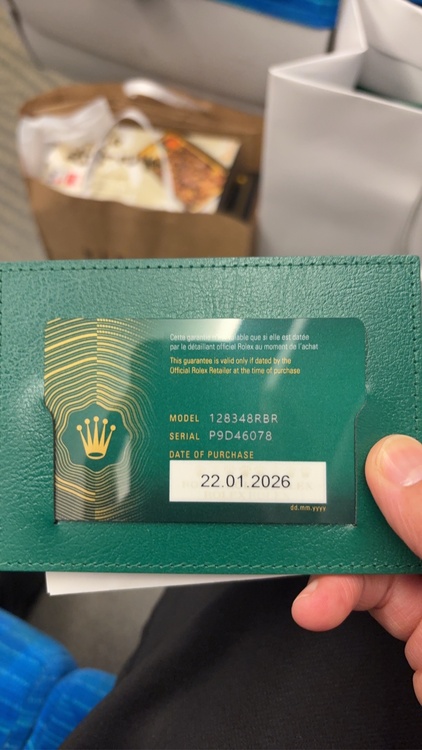 Cette garantie able que si elle est datée
par le détaillant officiel Rolex au moment de l'achat
This guarantee is valid only if dated by the
Official Rolex Retailer at the time of purchase
MODEL 128348RBR
SERIAL P9D46078
DATE OF PURCHASE
22.01.2026
dd.mm.yyyy